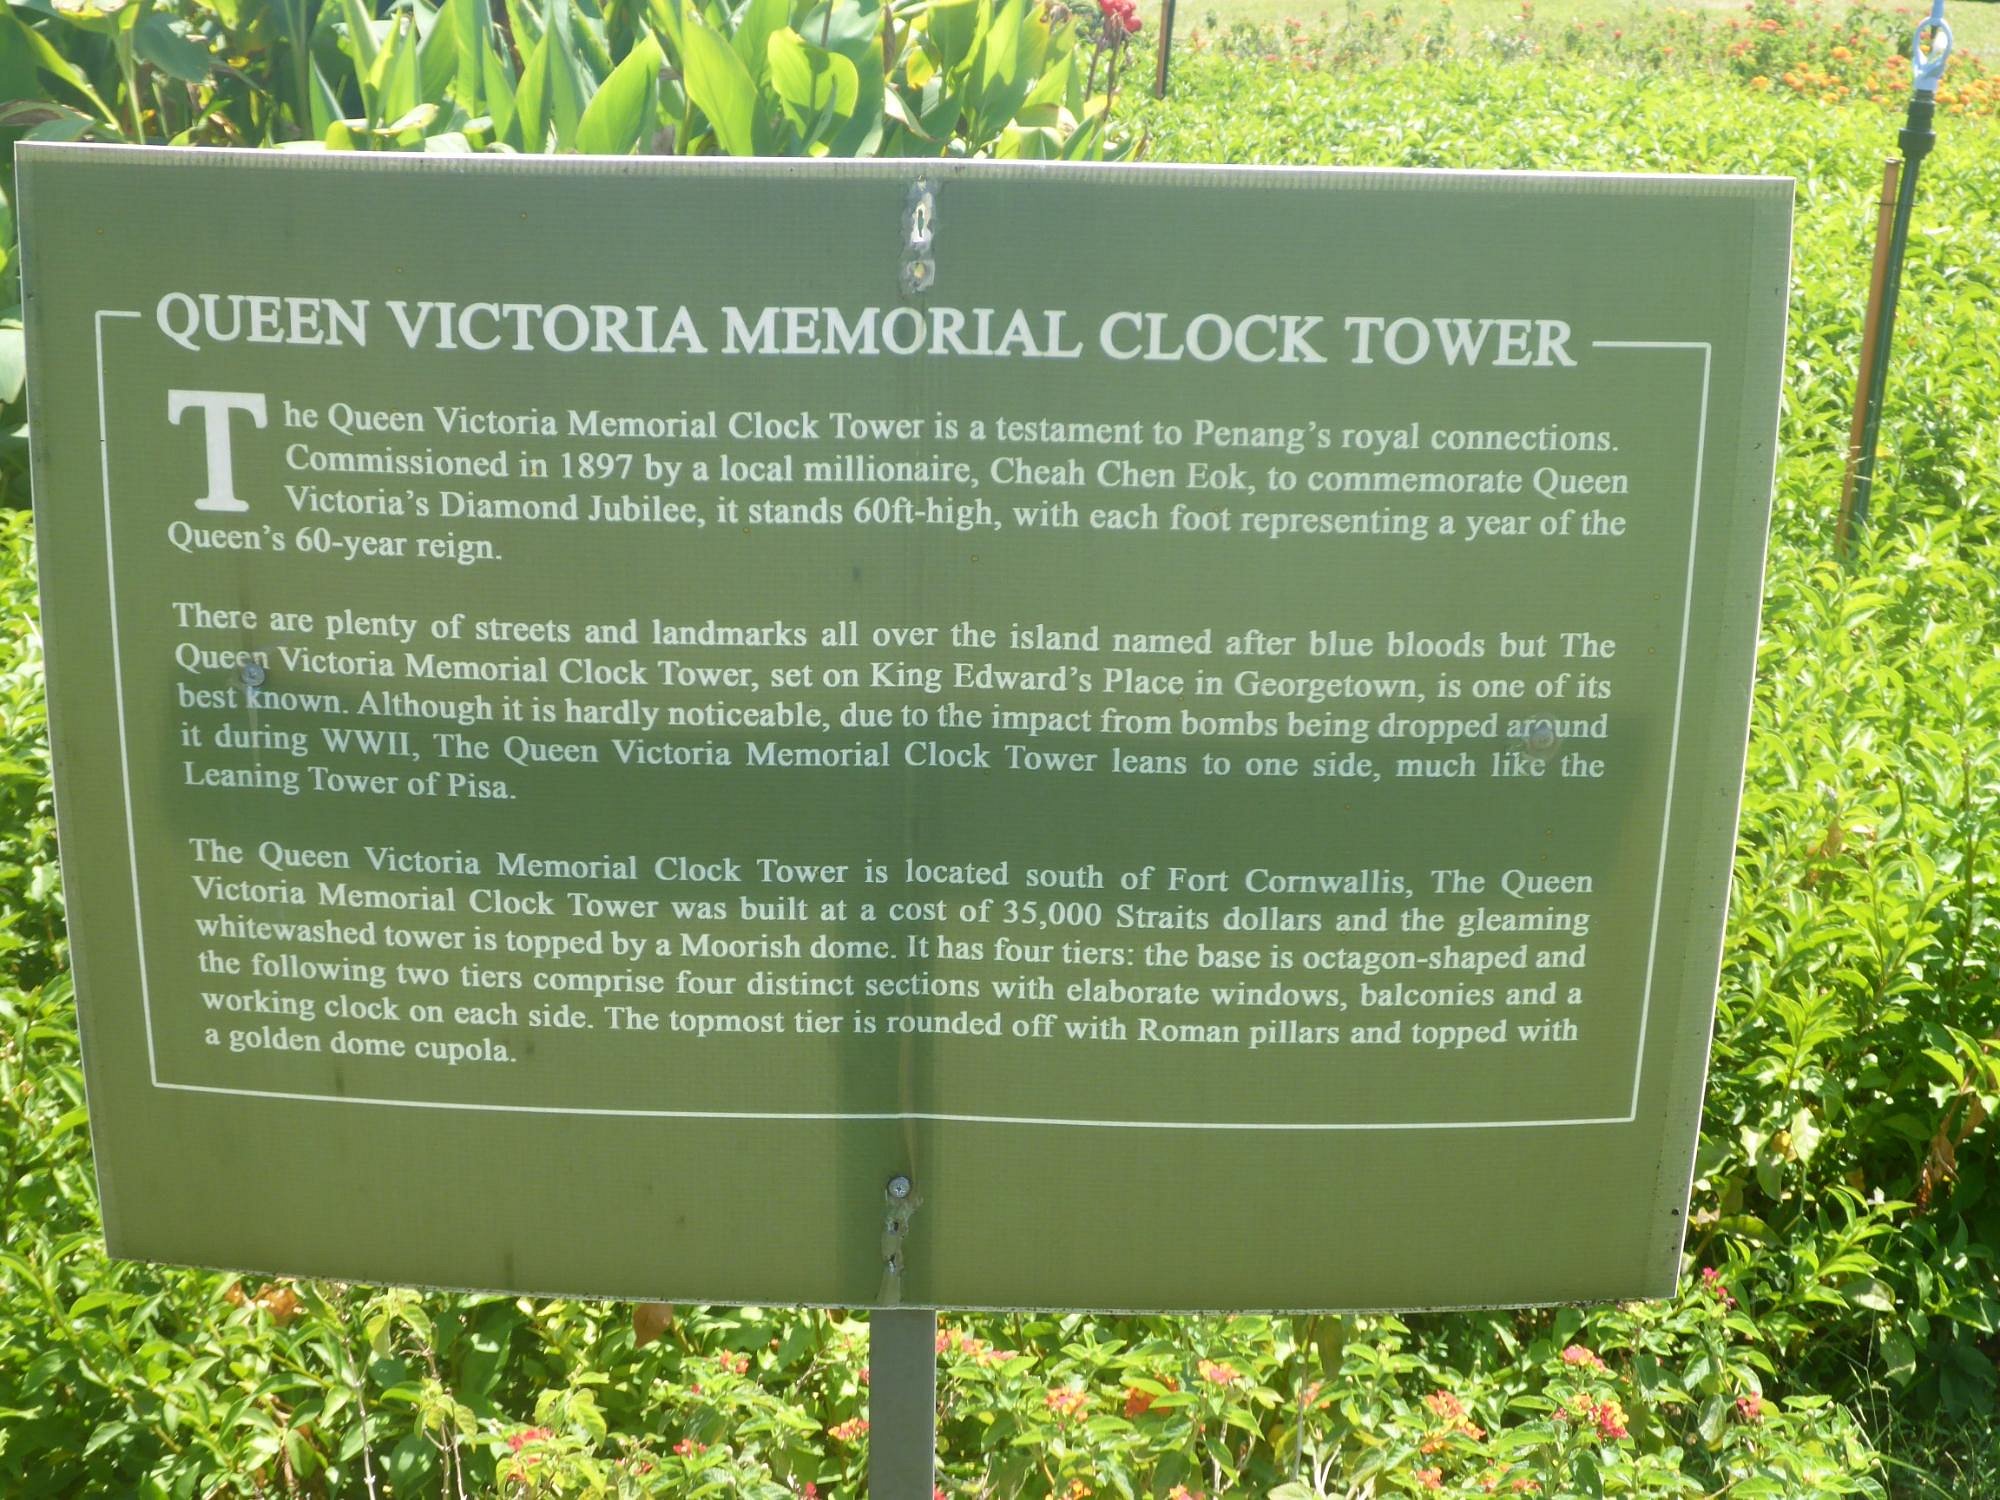 QUEEN VICTORIA MEMORIAL CLOCK TOWER
The Queen Victoria Memorial Clock Tower is a testament to Penang's royal connections.
Commissioned in 1897 by a local millionaire, Cheah Chen Eok, to commemorate Queen
Victoria's Diamond Jubilee, it stands 60ft-high, with each foot representing a year of the
Queen's 60-year reign.
There are plenty of streets and landmarks all over the island named after blue bloods but The
Queen Victoria Memorial Clock Tower, set on King Edward's Place in Georgetown, is one of its
best known. Although it is hardly noticeable, due to the impact from bombs being dropped around
it during WWII, The Queen Victoria Memorial Clock Tower leans to one side, much like the
Leaning Tower of Pisa.
The Queen Victoria Memorial Clock Tower is located south of Fort Cornwallis, The Queen
Victoria Memorial Clock Tower was built at a cost of 35,000 Straits dollars and the gleaming
whitewashed tower is topped by a Moorish dome. It has four tiers: the base is octagon-shaped and
the following two tiers comprise four distinct sections with elaborate windows, balconies and a
working clock on each side. The topmost tier is rounded off with Roman pillars and topped with
a golden dome cupola.